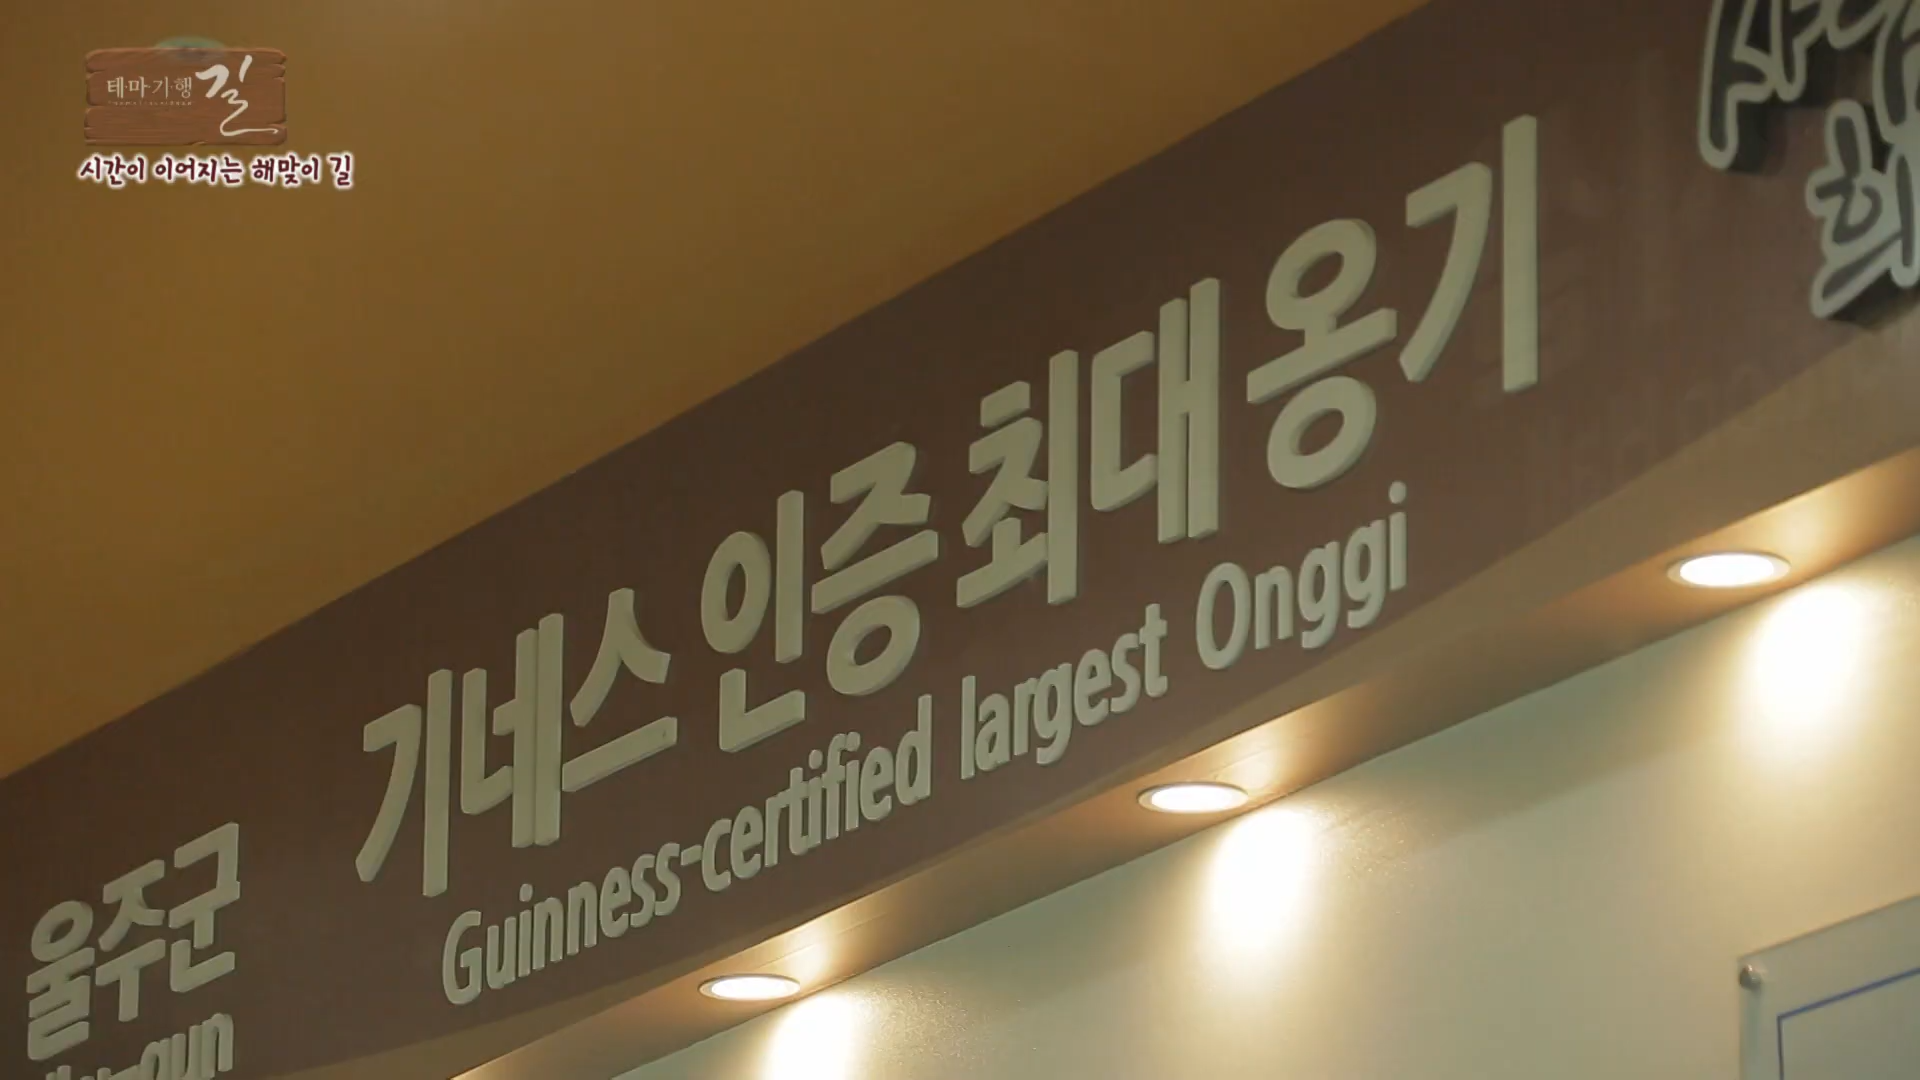 테·마·기·행 길
시간이 이어지는 해맞이 길
기네스 인증 최대 옹기
Guinness-certified largest Onggi
울주군